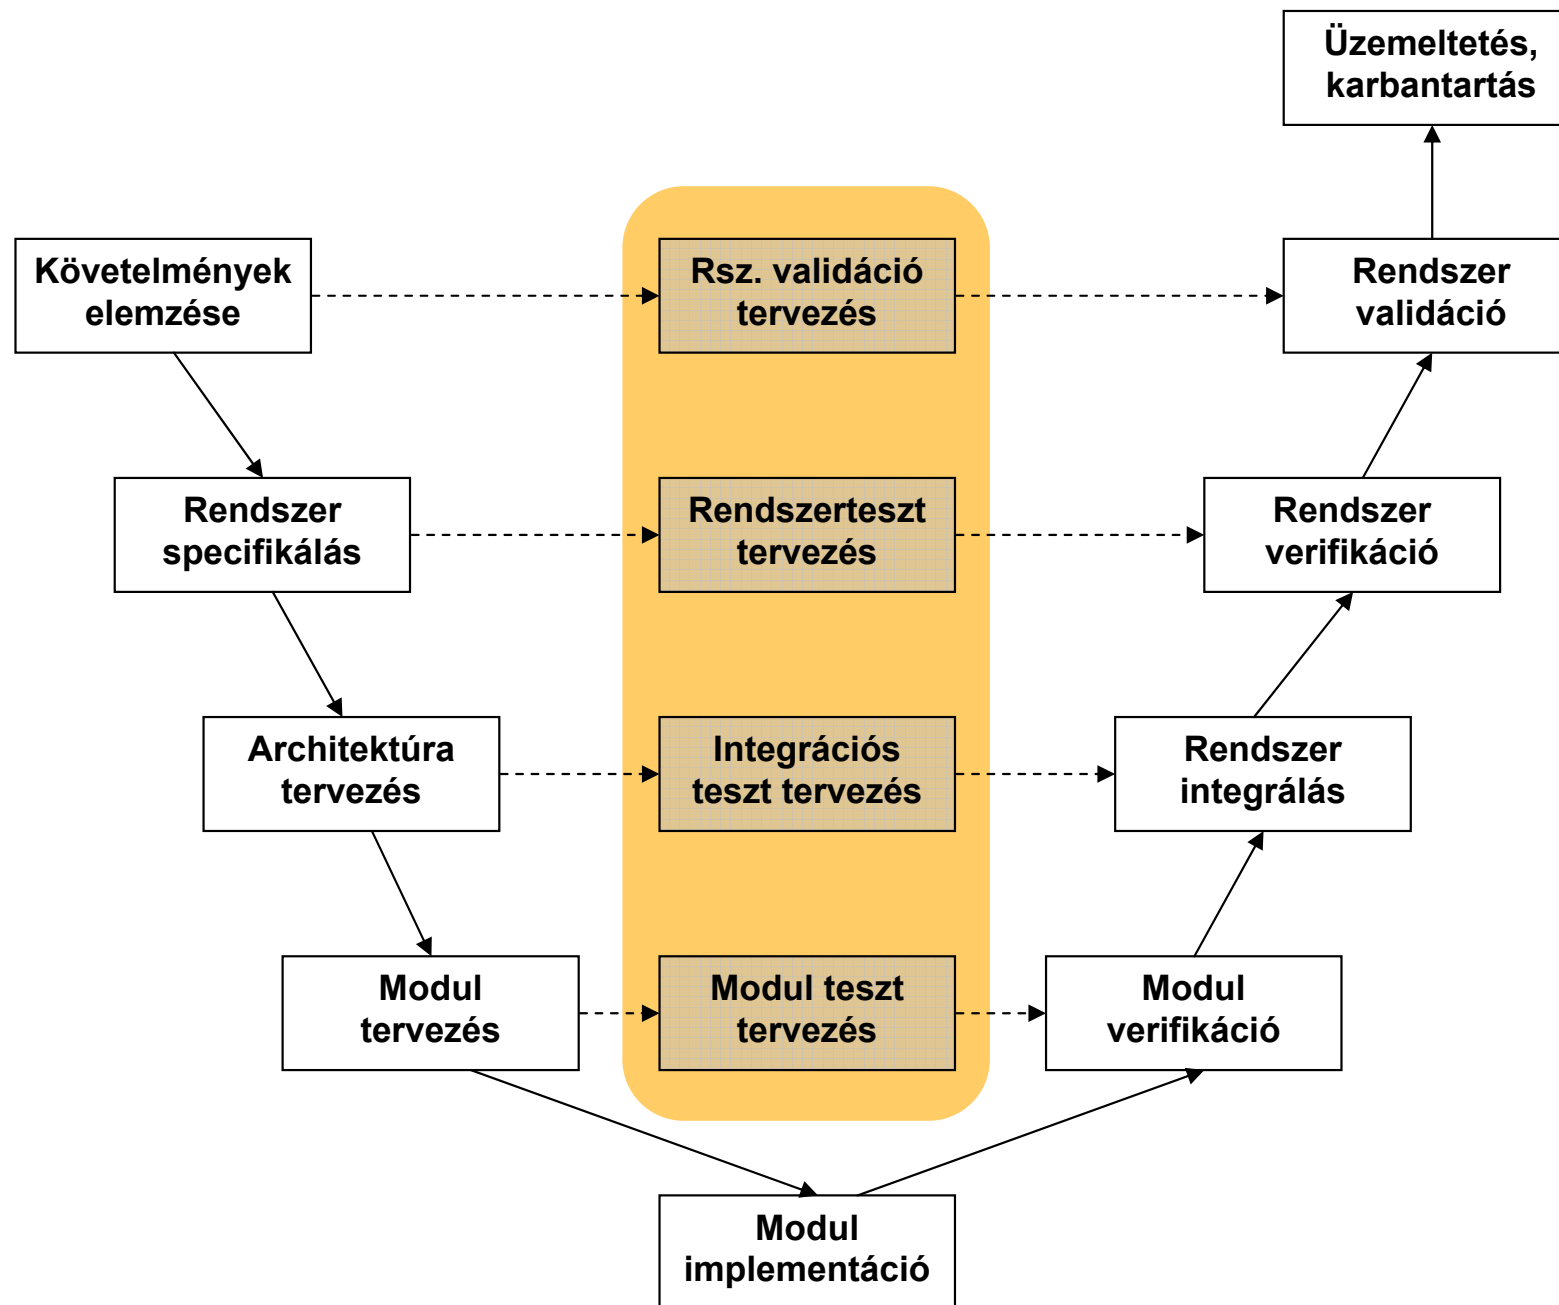 Üzemeltetés,
karbantartás
Követelmények
elemzése
Rsz. validáció
tervezés
Rendszer
validáció
Rendszer
specifikálás
Rendszerteszt
tervezés
Rendszer
verifikáció
Architektúra
tervezés
Integrációs
teszt tervezés
Rendszer
integrálás
Modul
tervezés
Modul teszt
tervezés
Modul
verifikáció
Modul
implementáció